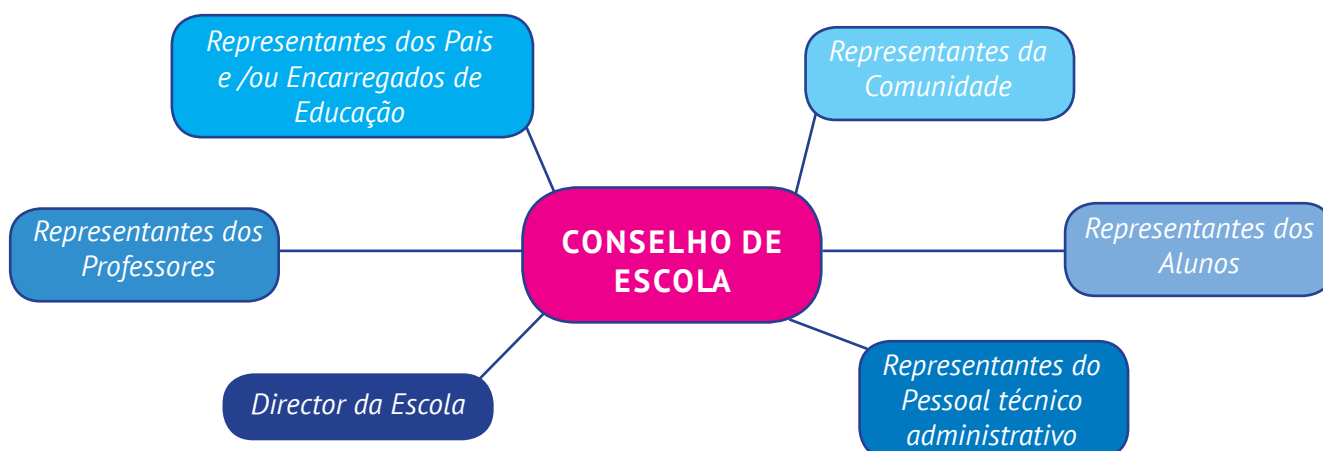 Representantes dos Pais
e /ou Encarregados de
Educação
Representantes da
Comunidade
CONSELHO DE
ESCOLA
Representantes dos
Professores
Representantes dos
Alunos
Director da Escola
Representantes do
Pessoal técnico
administrativo